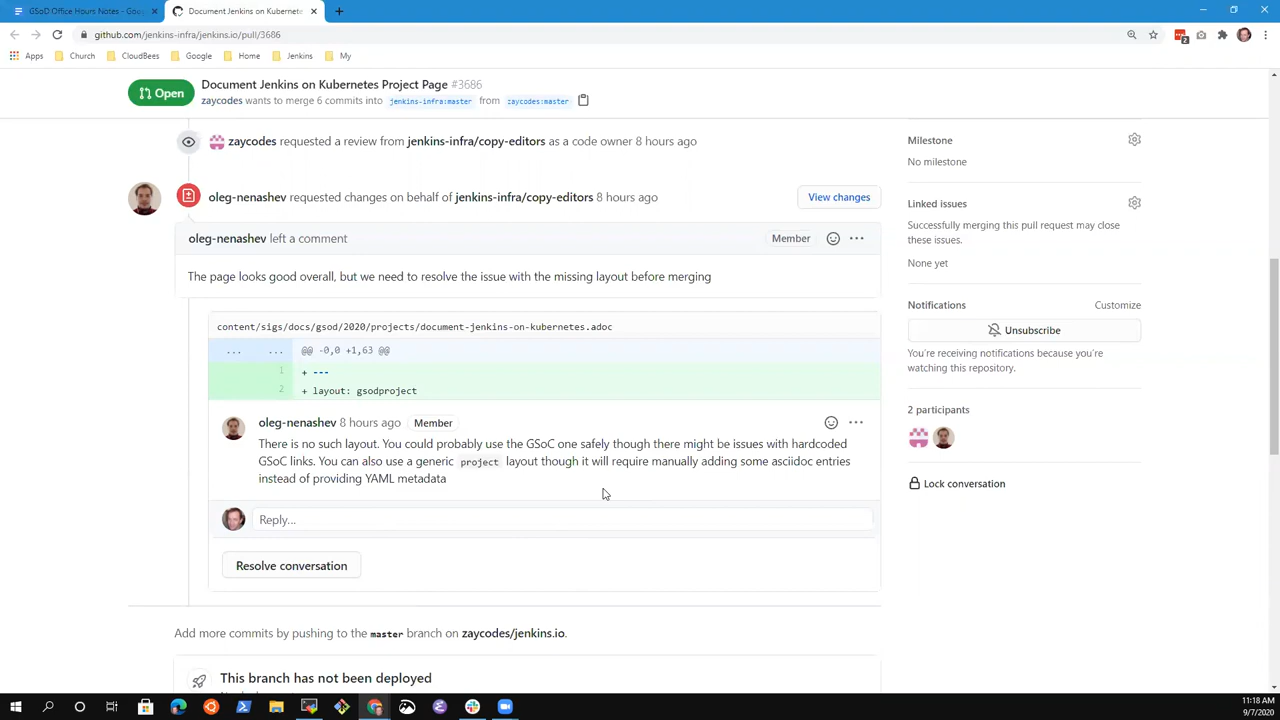 GSoD Office Hours Notes - Goog
Document Jenkins on Kubernete
github.com/jenkins-infra/jenkins.io/pull/3686
Apps Church CloudBees Google Home Jenkins My
Open
Document Jenkins on Kubernetes Project Page #3686
zaycodes wants to merge 6 commits into jenkins-infra:master from zaycodes:master
zaycodes requested a review from jenkins-infra/copy-editors as a code owner 8 hours ago
oleg-nenashev requested changes on behalf of jenkins-infra/copy-editors 8 hours ago
View changes
oleg-nenashev left a comment
Member
The page looks good overall, but we need to resolve the issue with the missing layout before merging
content/sigs/docs/gsod/2020/projects/document-jenkins-on-kubernetes.adoc
... ... @@ -0,0 +1,63 @@
1 + ---
2 + layout: gsodproject
oleg-nenashev 8 hours ago Member
There is no such layout. You could probably use the GSoC one safely though there might be issues with hardcoded
GSoC links. You can also use a generic project layout though it will require manually adding some asciidoc entries
instead of providing YAML metadata
Reply...
Resolve conversation
Add more commits by pushing to the master branch on zaycodes/jenkins.io.
This branch has not been deployed
Milestone
No milestone
Linked issues
Successfully merging this pull request may close
these issues.
None yet
Notifications
Customize
Unsubscribe
You're receiving notifications because you're
watching this repository.
2 participants
Lock conversation
11:18 AM
9/7/2020